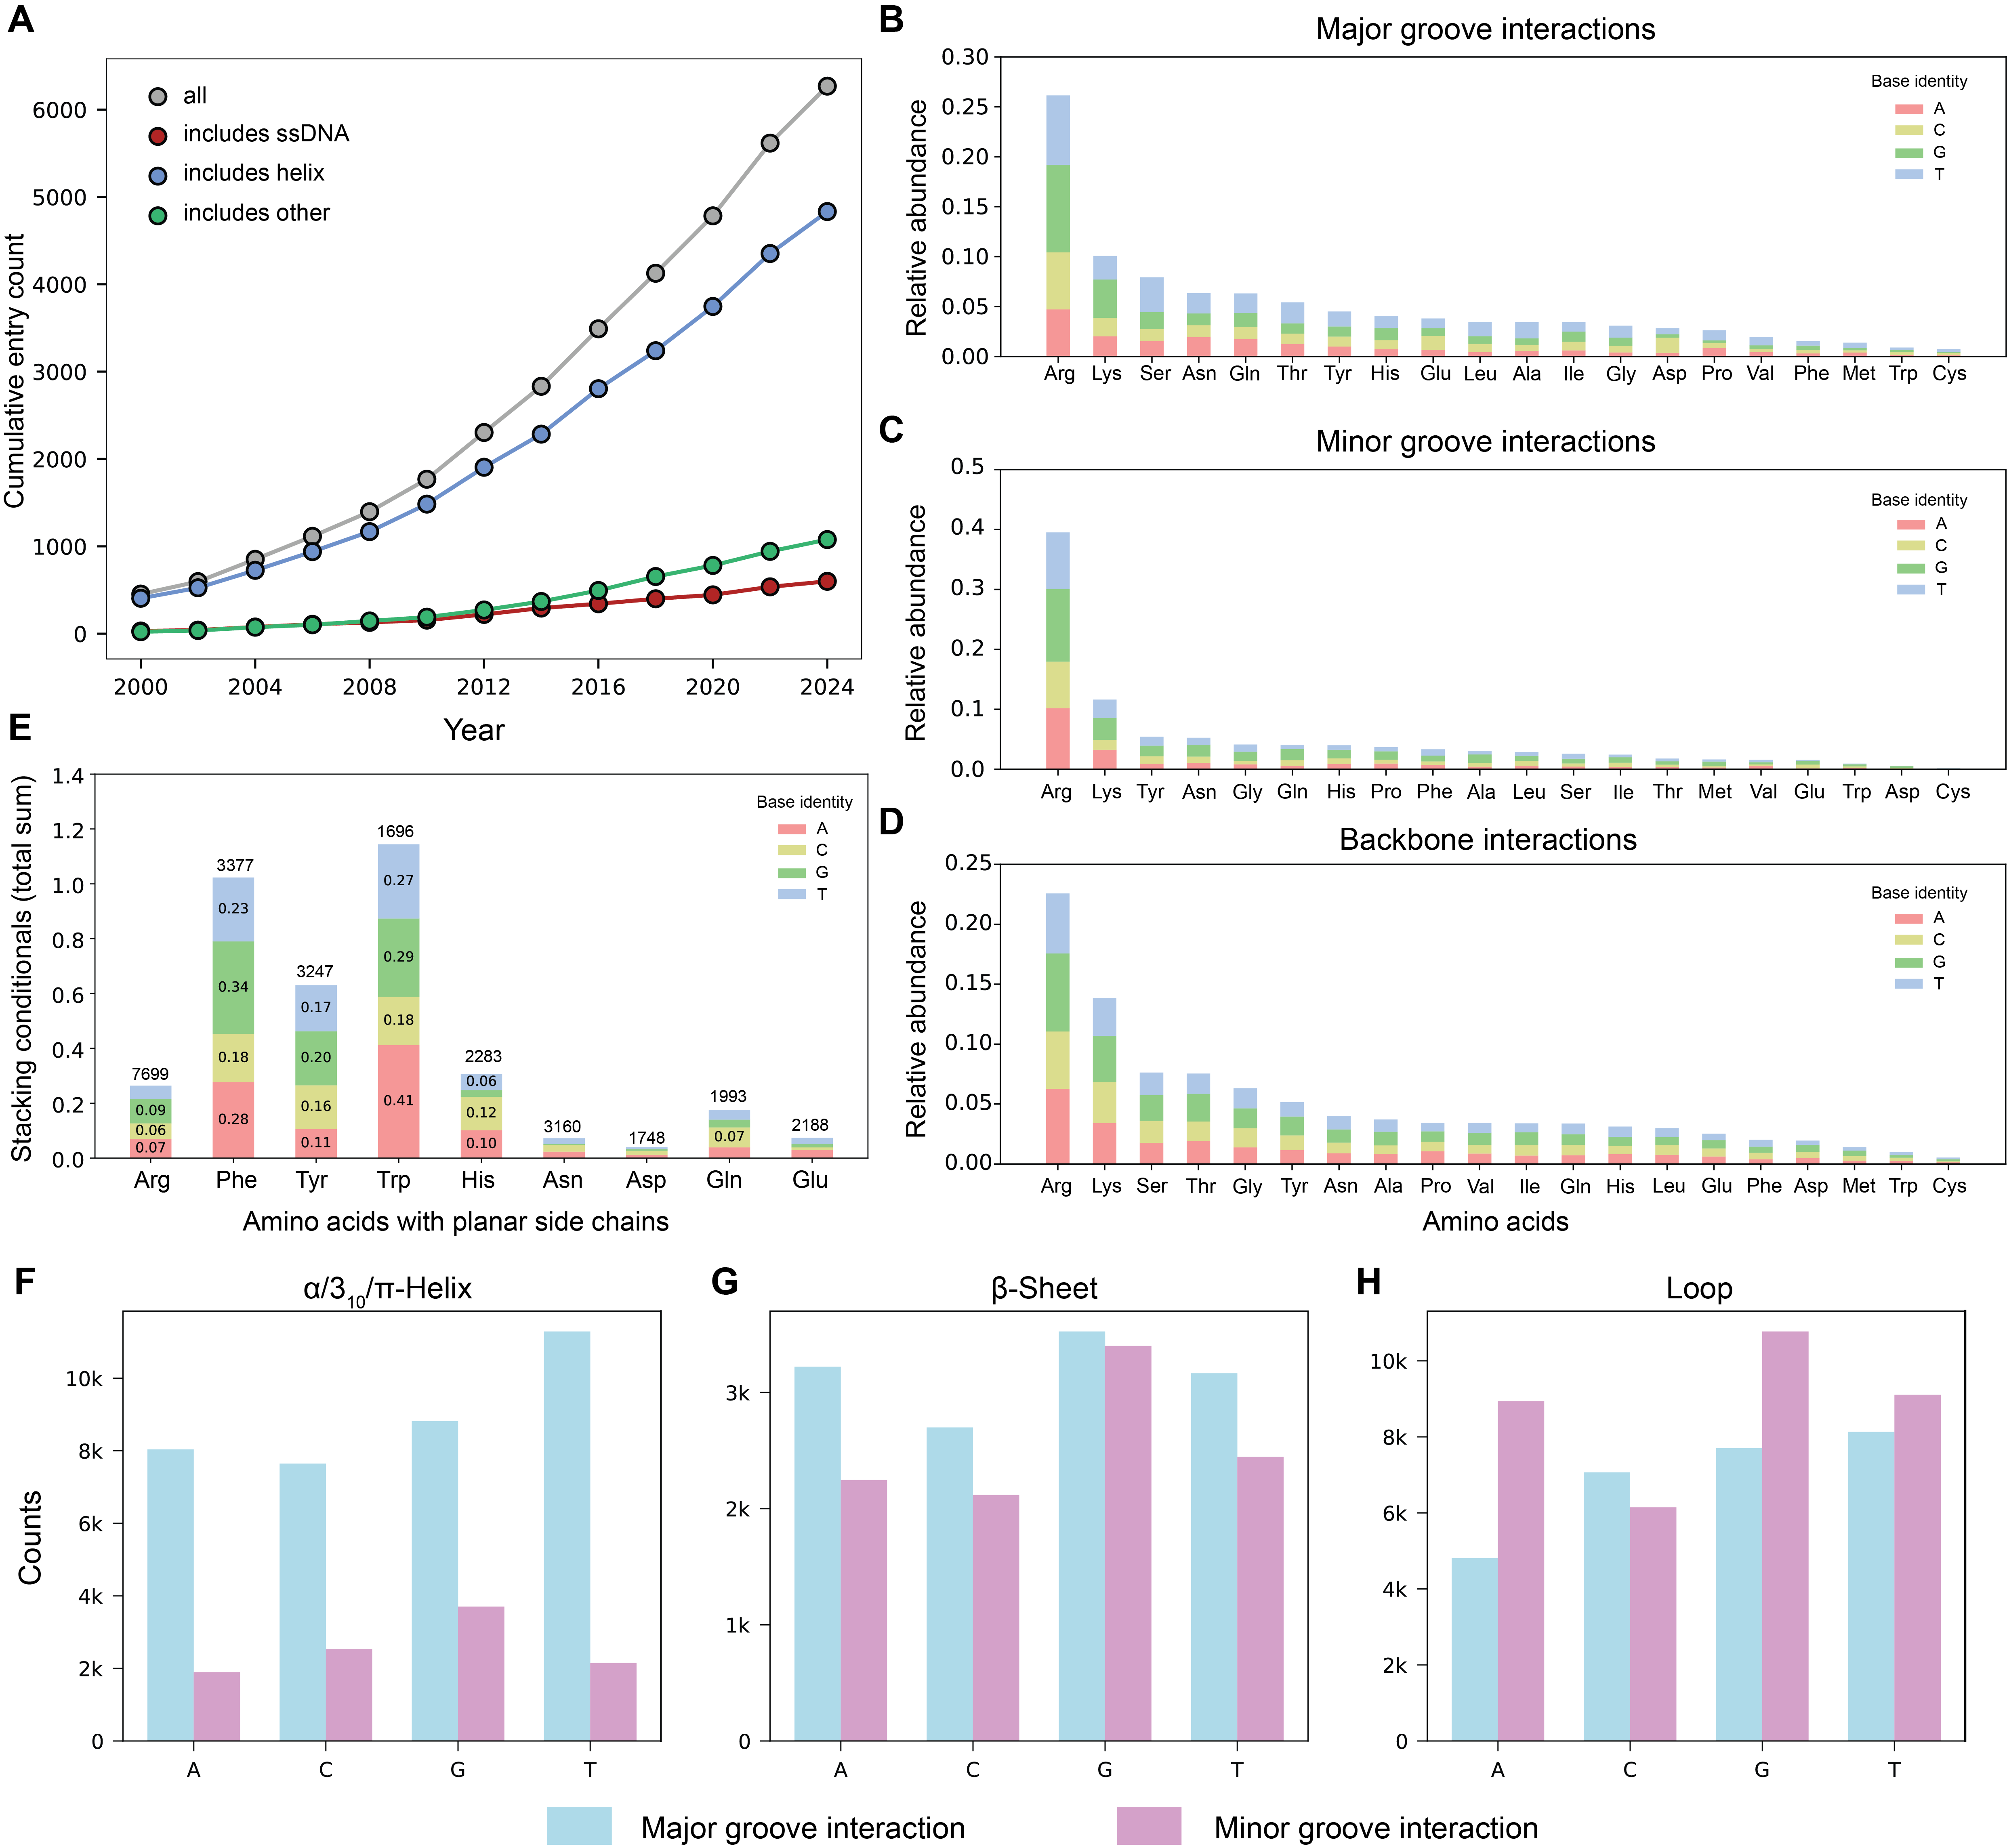 A
6000
5000
4000
3000
2000
1000
0
Cumulative entry count
all
includes ssDNA
includes helix
includes other
2000 2004 2008 2012 2016 2020 2024
Year
B
Major groove interactions
0.30
0.25
0.20
0.15
0.10
0.05
0.00
Relative abundance
Base identity
A
C
G
T
Arg Lys Ser Asn Gln Thr Tyr His Glu Leu Ala Ile Gly Asp Pro Val Phe Met Trp Cys
C
Minor groove interactions
0.5
0.4
0.3
0.2
0.1
0.0
Relative abundance
Base identity
A
C
G
T
Arg Lys Tyr Asn Gly Gln His Pro Phe Ala Leu Ser Ile Thr Met Val Glu Trp Asp Cys
D
Backbone interactions
0.25
0.20
0.15
0.10
0.05
0.00
Relative abundance
Base identity
A
C
G
T
Arg Lys Ser Thr Gly Tyr Asn Ala Pro Val Ile Gln His Leu Glu Phe Asp Met Trp Cys
Amino acids
E
1.4
1.2
1.0
0.8
0.6
0.4
0.2
0.0
Stacking conditionals (total sum)
Base identity
A
C
G
T
7699
0.09
0.06
0.07
3377
0.23
0.34
0.18
0.28
3247
0.17
0.20
0.16
0.11
1696
0.27
0.29
0.18
0.41
2283
0.06
0.12
0.10
3160
1748
1993
0.07
2188
Arg Phe Tyr Trp His Asn Asp Gln Glu
Amino acids with planar side chains
F
α/3₁₀/π-Helix
10k
8k
6k
4k
2k
0
Counts
A C G T
G
β-Sheet
3k
2k
1k
0
A C G T
H
Loop
10k
8k
6k
4k
2k
0
A C G T
Major groove interaction
Minor groove interaction